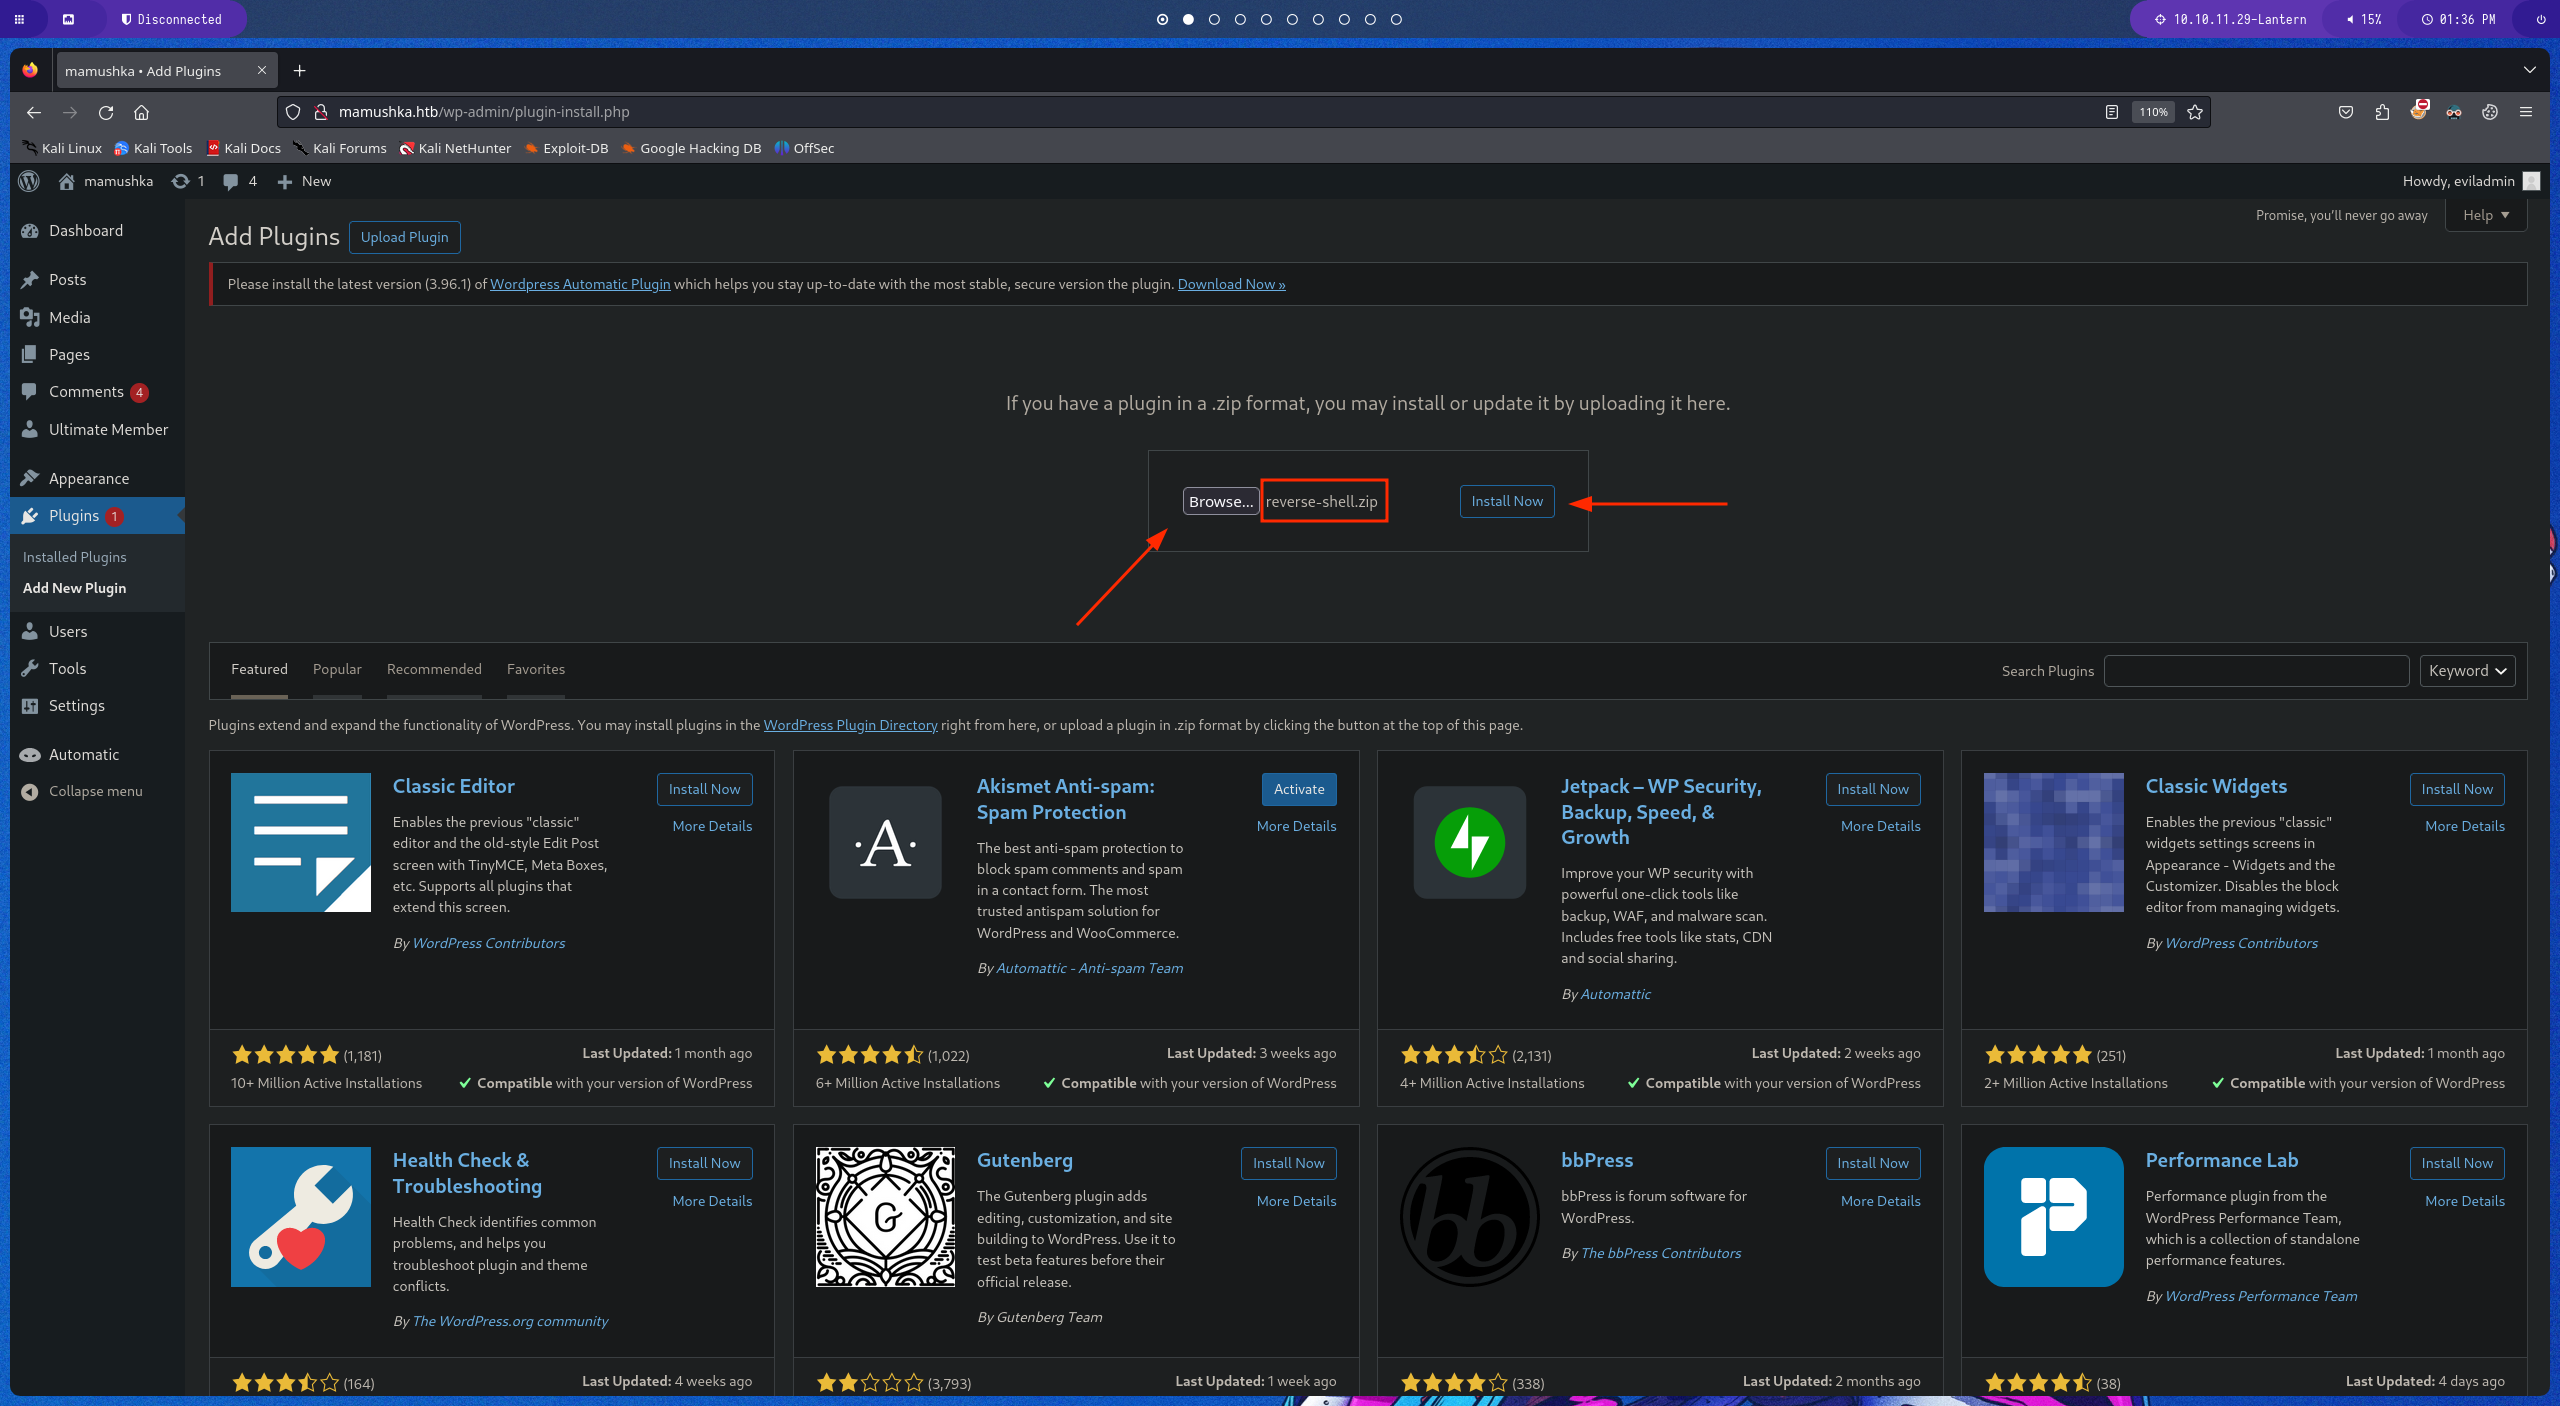 Disconnected
10.10.11.29-Lantern
15%
01:36 PM
mamushka • Add Plugins
mamushka.htb/wp-admin/plugin-install.php
110%
Kali Linux
Kali Tools
Kali Docs
Kali Forums
Kali NetHunter
Exploit-DB
Google Hacking DB
OffSec
mamushka
1
4
New
Howdy, eviladmin
Dashboard
Posts
Media
Pages
Comments 4
Ultimate Member
Appearance
Plugins 1
Installed Plugins
Add New Plugin
Users
Tools
Settings
Automatic
Collapse menu
Promise, you'll never go away
Help
Add Plugins
Upload Plugin
Please install the latest version (3.96.1) of Wordpress Automatic Plugin which helps you stay up-to-date with the most stable, secure version the plugin. Download Now »
If you have a plugin in a .zip format, you may install or update it by uploading it here.
Browse...
reverse-shell.zip
Install Now
Featured
Popular
Recommended
Favorites
Search Plugins
Keyword
Plugins extend and expand the functionality of WordPress. You may install plugins in the WordPress Plugin Directory right from here, or upload a plugin in .zip format by clicking the button at the top of this page.
Classic Editor
Install Now
More Details
Enables the previous "classic"
editor and the old-style Edit Post
screen with TinyMCE, Meta Boxes,
etc. Supports all plugins that
extend this screen.
By WordPress Contributors
(1,181)
Last Updated: 1 month ago
10+ Million Active Installations
Compatible with your version of WordPress
·A·
Akismet Anti-spam:
Spam Protection
Activate
More Details
The best anti-spam protection to
block spam comments and spam
in a contact form. The most
trusted antispam solution for
WordPress and WooCommerce.
By Automattic - Anti-spam Team
(1,022)
Last Updated: 3 weeks ago
6+ Million Active Installations
Compatible with your version of WordPress
Jetpack – WP Security,
Backup, Speed, &
Growth
Install Now
More Details
Improve your WP security with
powerful one-click tools like
backup, WAF, and malware scan.
Includes free tools like stats, CDN
and social sharing.
By Automattic
(2,131)
Last Updated: 2 weeks ago
4+ Million Active Installations
Compatible with your version of WordPress
Classic Widgets
Install Now
More Details
Enables the previous "classic"
widgets settings screens in
Appearance - Widgets and the
Customizer. Disables the block
editor from managing widgets.
By WordPress Contributors
(251)
Last Updated: 1 month ago
2+ Million Active Installations
Compatible with your version of WordPress
Health Check &
Troubleshooting
Install Now
More Details
Health Check identifies common
problems, and helps you
troubleshoot plugin and theme
conflicts.
By The WordPress.org community
(164)
Last Updated: 4 weeks ago
G
Gutenberg
Install Now
More Details
The Gutenberg plugin adds
editing, customization, and site
building to WordPress. Use it to
test beta features before their
official release.
By Gutenberg Team
(3,793)
Last Updated: 1 week ago
bb
bbPress
Install Now
More Details
bbPress is forum software for
WordPress.
By The bbPress Contributors
(338)
Last Updated: 2 months ago
Performance Lab
Install Now
More Details
Performance plugin from the
WordPress Performance Team,
which is a collection of standalone
performance features.
By WordPress Performance Team
(38)
Last Updated: 4 days ago